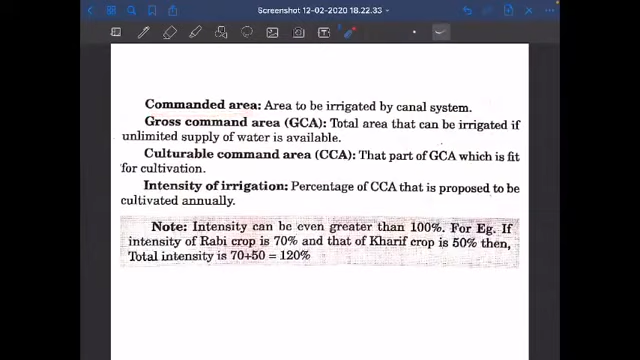 Screenshot 12-02-2020 18.22.33
Commanded area: Area to be irrigated by canal system.
Gross command area (GCA): Total area that can be irrigated if
unlimited supply of water is available.
Culturable command area (CCA): That part of GCA which is fit
for cultivation.
Intensity of irrigation: Percentage of CCA that is proposed to be
cultivated annually.
Note: Intensity can be even greater than 100%. For Eg. If
intensity of Rabi crop is 70% and that of Kharif crop is 50% then,
Total intensity is 70+50 = 120%